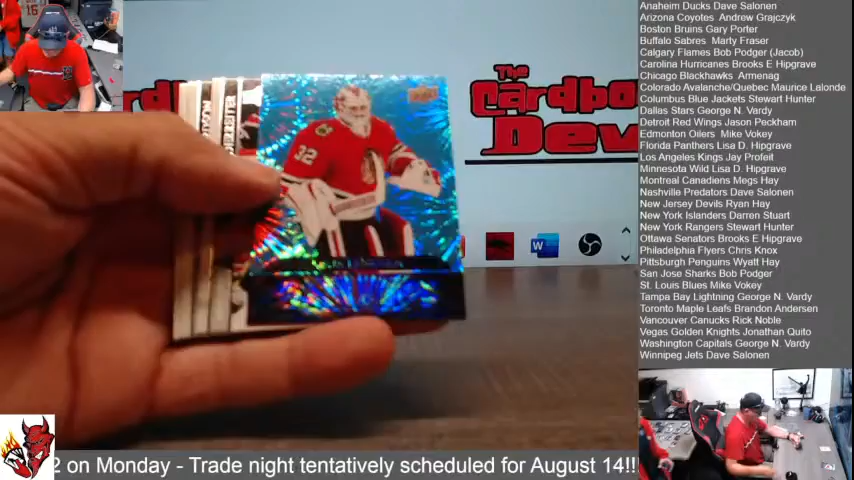 The
Cardbo
Dev
rd
32
W
Anaheim Ducks Dave Salonen
Arizona Coyotes Andrew Grajczyk
Boston Bruins Gary Porter
Buffalo Sabres Marty Fraser
Calgary Flames Bob Podger (Jacob)
Carolina Hurricanes Brooks E Hipgrave
Chicago Blackhawks Armenag
Colorado Avalanche/Quebec Maurice Lalonde
Columbus Blue Jackets Stewart Hunter
Dallas Stars George N. Vardy
Detroit Red Wings Jason Peckham
Edmonton Oilers Mike Vokey
Florida Panthers Lisa D. Hipgrave
Los Angeles Kings Jay Profeit
Minnesota Wild Lisa D. Hipgrave
Montreal Canadiens Megs Hay
Nashville Predators Dave Salonen
New Jersey Devils Ryan Hay
New York Islanders Darren Stuart
New York Rangers Stewart Hunter
Ottawa Senators Brooks E Hipgrave
Philadelphia Flyers Chris Knox
Pittsburgh Penguins Wyatt Hay
San Jose Sharks Bob Podger
St. Louis Blues Mike Vokey
Tampa Bay Lightning George N. Vardy
Toronto Maple Leafs Brandon Andersen
Vancouver Canucks Rick Noble
Vegas Golden Knights Jonathan Quito
Washington Capitals George N. Vardy
Winnipeg Jets Dave Salonen
2 on Monday - Trade night tentatively scheduled for August 14!!